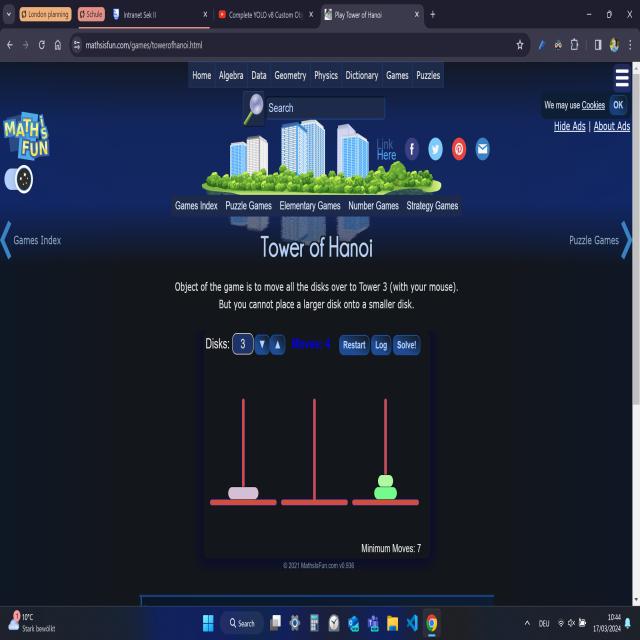 London planning
Schule
Intranet Sek II
Complete YOLO v8 Custom Ob
Play Tower of Hanoi
mathsisfun.com/games/towerofhanoi.html
Home Algebra Data Geometry Physics Dictionary Games Puzzles
Search
We may use Cookies OK
Hide Ads | About Ads
MATHS
FUN
Link
Here
Games Index Puzzle Games Elementary Games Number Games Strategy Games
Games Index
Puzzle Games
Tower of Hanoi
Object of the game is to move all the disks over to Tower 3 (with your mouse).
But you cannot place a larger disk onto a smaller disk.
Disks: 3 ▼ ▲ Moves: 4 Restart Log Solve!
Minimum Moves: 7
© 2021 MathsIsFun.com v0.936
10°C
Stark bewölkt
Search
DEU
10:44
17/03/2024